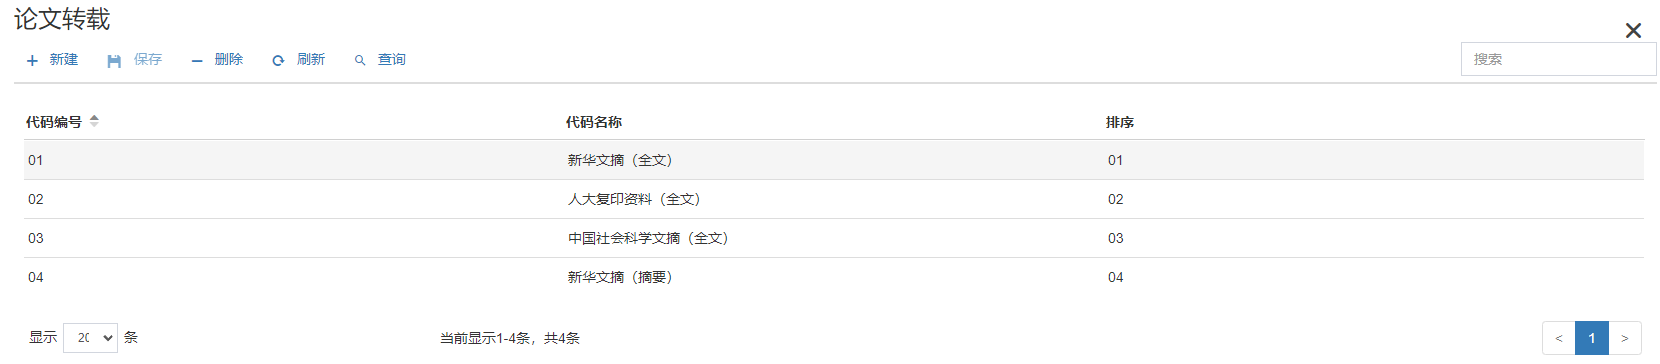 论文转载
新建 保存 删除 刷新 查询 搜索
代码编号 代码名称 排序
01 新华文摘（全文） 01
02 人大复印资料（全文） 02
03 中国社会科学文摘（全文） 03
04 新华文摘（摘要） 04
显示 20 条 当前显示1-4条，共4条 < 1 >